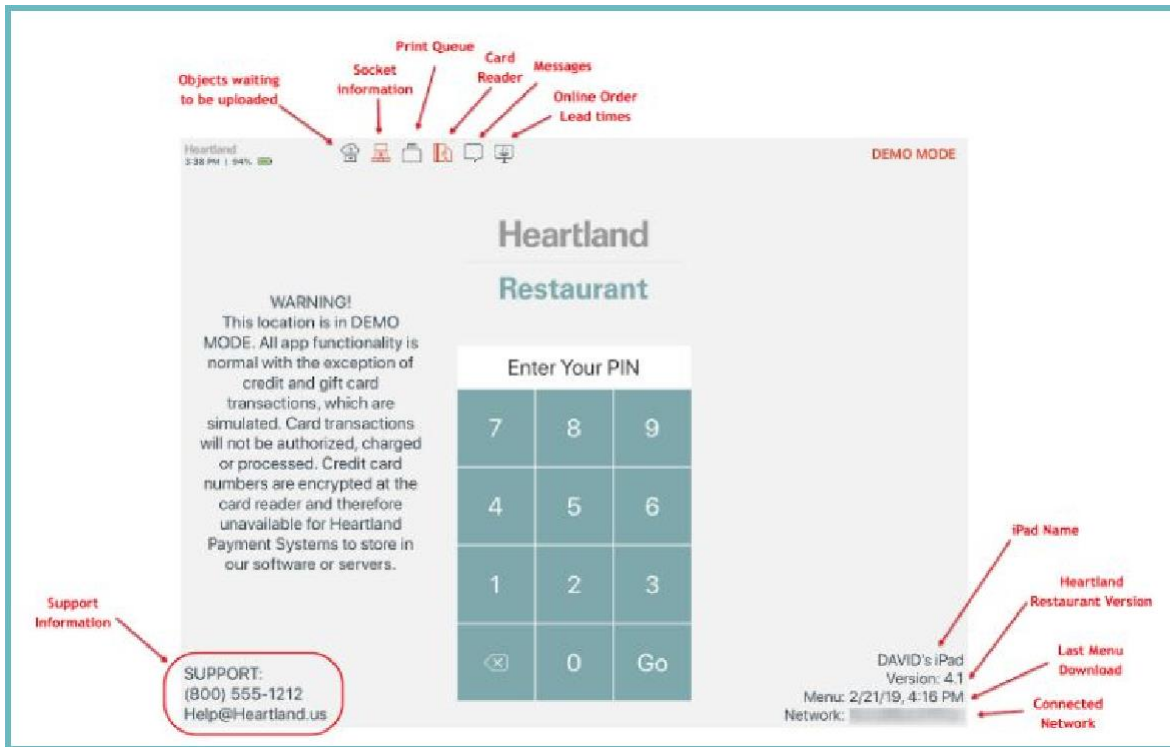 Print Queue
Card
Reader
Messages
Socket
information
Objects waiting
to be uploaded
Online Order
Lead times
Heartland
3:38 PM | 94%
DEMO MODE
Heartland
Restaurant
WARNING!
This location is in DEMO
MODE. All app functionality is
normal with the exception of
credit and gift card
transactions, which are
simulated. Card transactions
will not be authorized, charged
or processed. Credit card
numbers are encrypted at the
card reader and therefore
unavailable for Heartland
Payment Systems to store in
our software or servers.
Enter Your PIN
7 8 9
4 5 6
1 2 3
0 Go
iPad Name
Heartland
Restaurant Version
Last Menu
Download
Connected
Network
Support
Information
SUPPORT:
(800) 555-1212
Help@Heartland.us
DAVID's iPad
Version: 4.1
Menu: 2/21/19, 4:16 PM
Network: